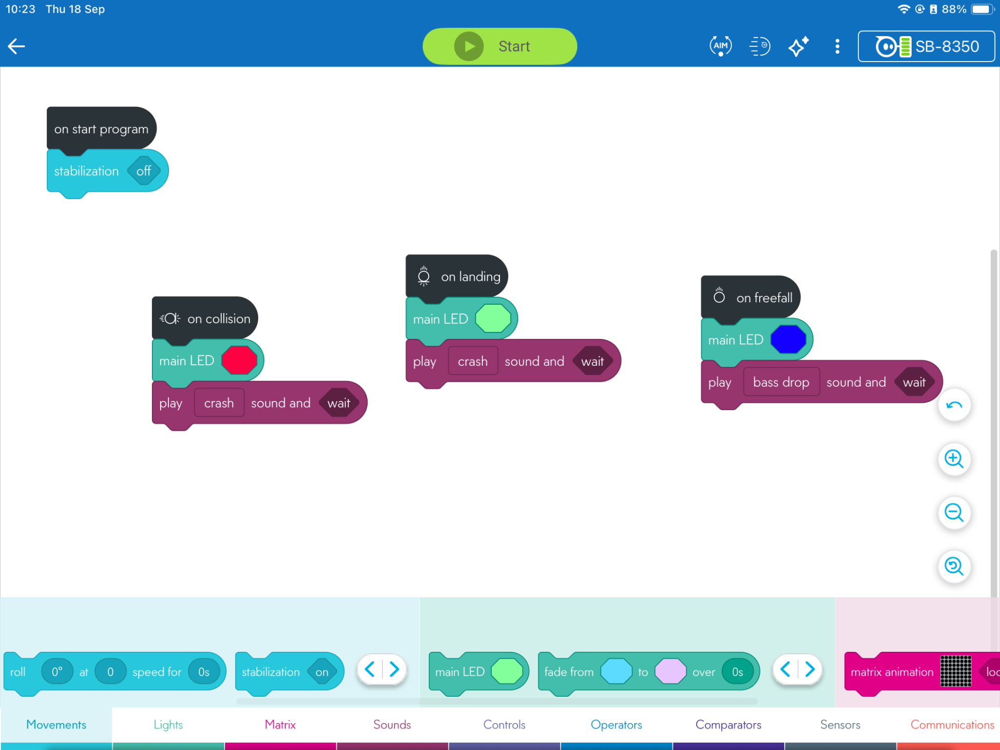 10:23 Thu 18 Sep 88%
Start AIM SB-8350
on start program
stabilization off
on landing
main LED
play crash sound and wait
on freefall
main LED
play bass drop sound and wait
on collision
main LED
play crash sound and wait
roll 0° at 0 speed for 0s stabilization on main LED fade from to over 0s matrix animation loo
Movements Lights Matrix Sounds Controls Operators Comparators Sensors Communications